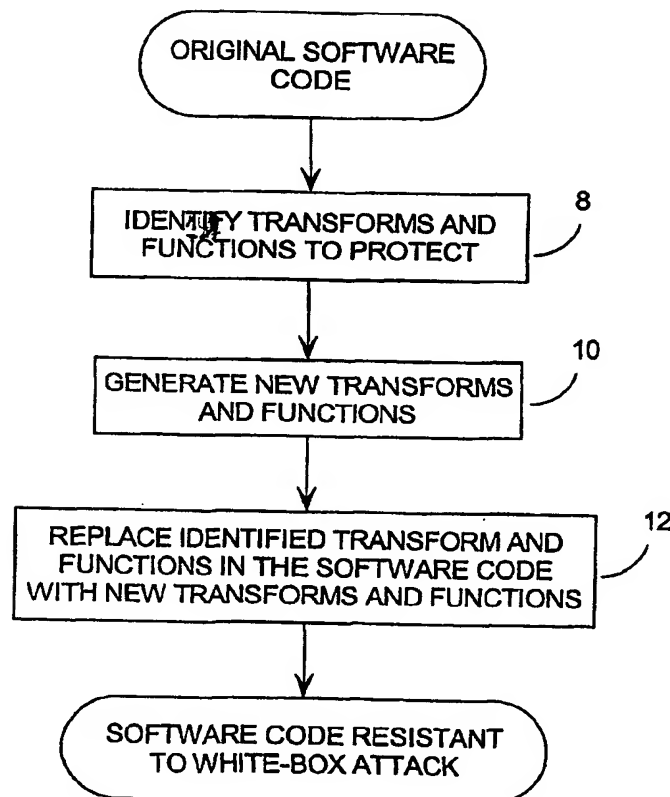 ORIGINAL SOFTWARE
CODE
8
IDENTIFY TRANSFORMS AND
FUNCTIONS TO PROTECT
10
GENERATE NEW TRANSFORMS
AND FUNCTIONS
12
REPLACE IDENTIFIED TRANSFORM AND
FUNCTIONS IN THE SOFTWARE CODE
WITH NEW TRANSFORMS AND FUNCTIONS
SOFTWARE CODE RESISTANT
TO WHITE-BOX ATTACK